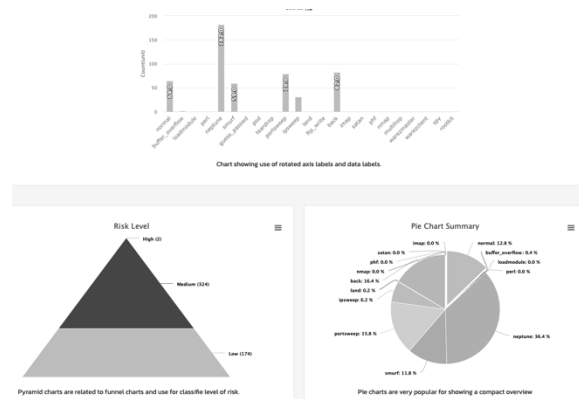 200
150
100
50
0
Count(unit)
normal
buffer_overflow
loadmodule
perl
neptune
smurf
guess_passwd
pod
teardrop
portsweep
ipsweep
land
ftp_write
back
imap
satan
phf
nmap
multihop
warezmaster
warezclient
spy
rootkit
Chart showing use of rotated axis labels and data labels.
Risk Level
High (2)
Medium (324)
Low (174)
Pyramid charts are related to funnel charts and use for classifie level of risk.
Pie Chart Summary
imap: 0.0 %
normal: 12.8 %
satan: 0.0 %
buffer_overflow: 0.4 %
phf: 0.0 %
loadmodule: 0.0 %
nmap: 0.0 %
perl: 0.0 %
back: 16.4 %
land: 0.2 %
ipsweep: 6.2 %
portsweep: 15.8 %
neptune: 36.4 %
smurf: 11.8 %
Pie charts are very popular for showing a compact overview